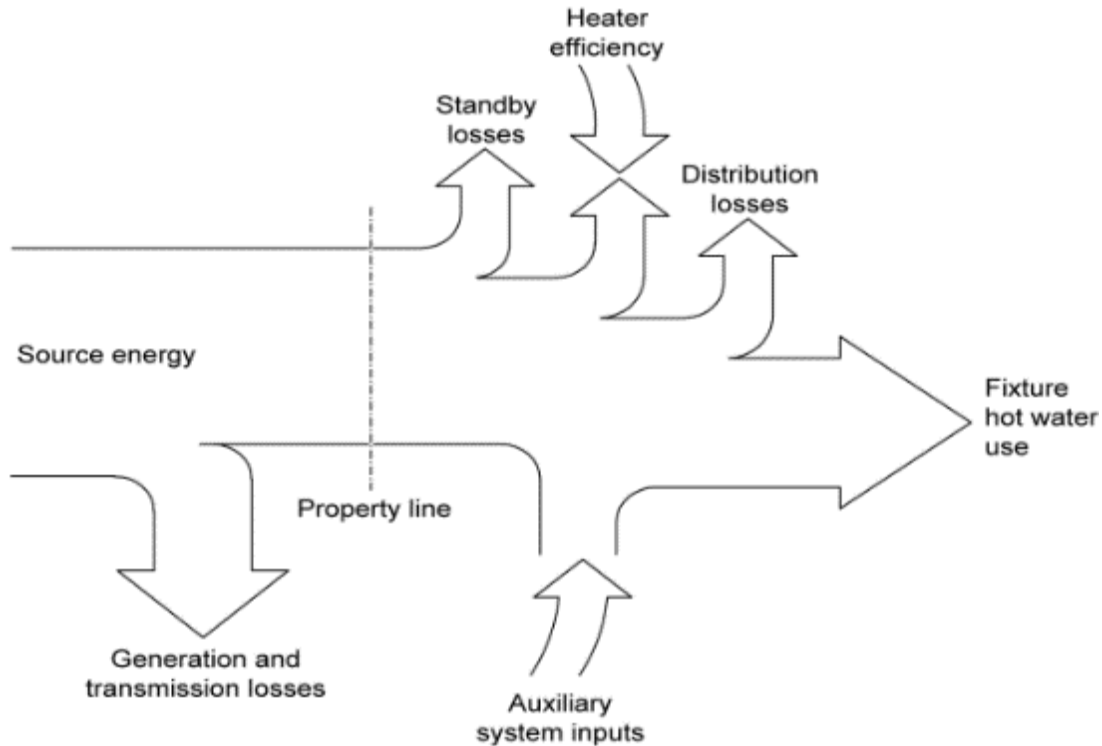 Heater
efficiency
Standby
losses
Distribution
losses
Source energy
Fixture
hot water
use
Property line
Generation and
transmission losses
Auxiliary
system inputs